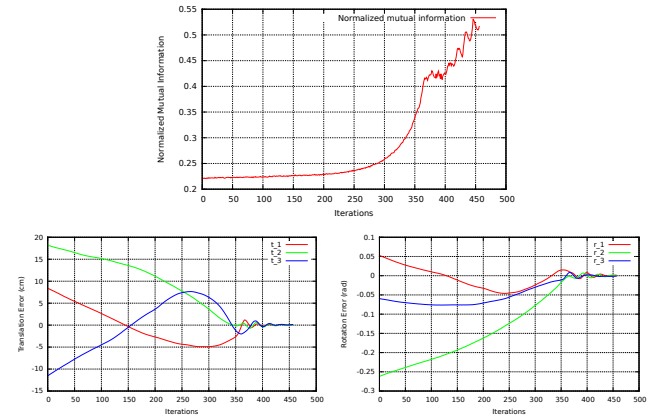 0.55
0.5
0.45
0.4
0.35
0.3
0.25
0.2
Normalized Mutual Information
Normalized mutual information
0 50 100 150 200 250 300 350 400 450 500
Iterations
20
15
10
5
0
-5
-10
-15
Translation Error (cm)
t_1
t_2
t_3
0 50 100 150 200 250 300 350 400 450 500
Iterations
0.1
0.05
0
-0.05
-0.1
-0.15
-0.2
-0.25
-0.3
Rotation Error (rad)
r_1
r_2
r_3
0 50 100 150 200 250 300 350 400 450 500
Iterations